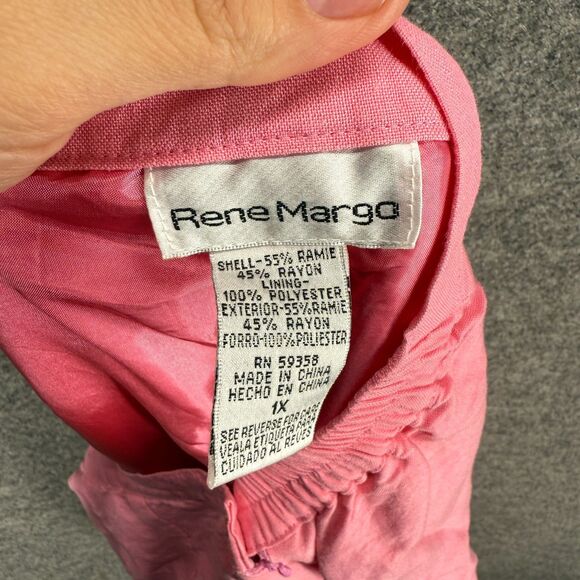 Rene Margo
SHELL-55% RAMIE
45% RAYON
LINING-
100% POLYESTER
EXTERIOR-55%RAMIE
45% RAYON
FORRO-100%POLIESTER
RN 59358
MADE IN CHINA
HECHO EN CHINA
1X
SEE REVERSE FOR CARE
VEALA ETIQUETA PARA
CUIDADO AL REVES